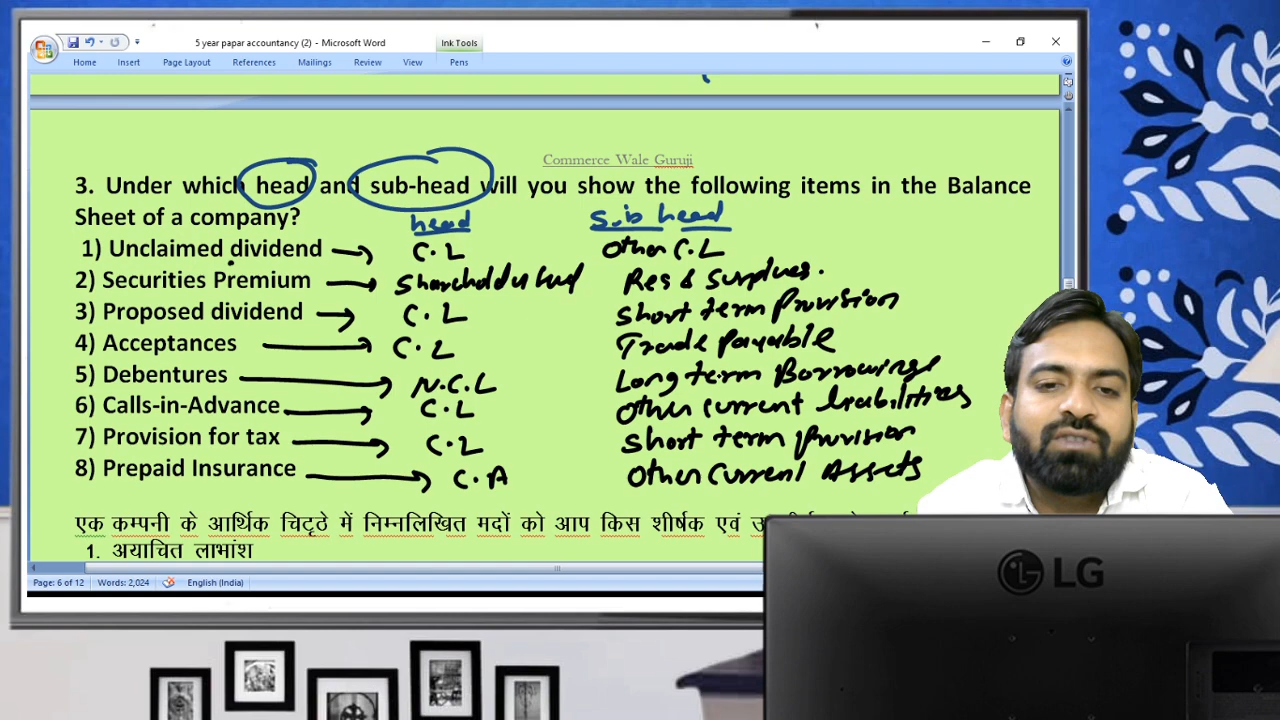 5 year papar accountancy (2) - Microsoft Word
Ink Tools
Home Insert Page Layout References Mailings Review View Pens
Commerce Wale Guruji
3. Under which head and sub-head will you show the following items in the Balance
Sheet of a company?
head Sub head
1) Unclaimed dividend C.L Other C.L
2) Securities Premium Res & Surplues.
3) Proposed dividend C.L Short term Provision
4) Acceptances C.L Trade payable
5) Debentures N.C.L Long term Borrowings
6) Calls-in-Advance C.L Other current liabilities
7) Provision for tax C.L Short term provision
8) Prepaid Insurance C.A Other Current Assets
एक कम्पनी के आर्थिक चिट्ठे में निम्नलिखित मदों को आप किस शीर्षक एवं
1. अयाचित लाभांश
Page: 6 of 12 Words: 2,024 English (India)
LG